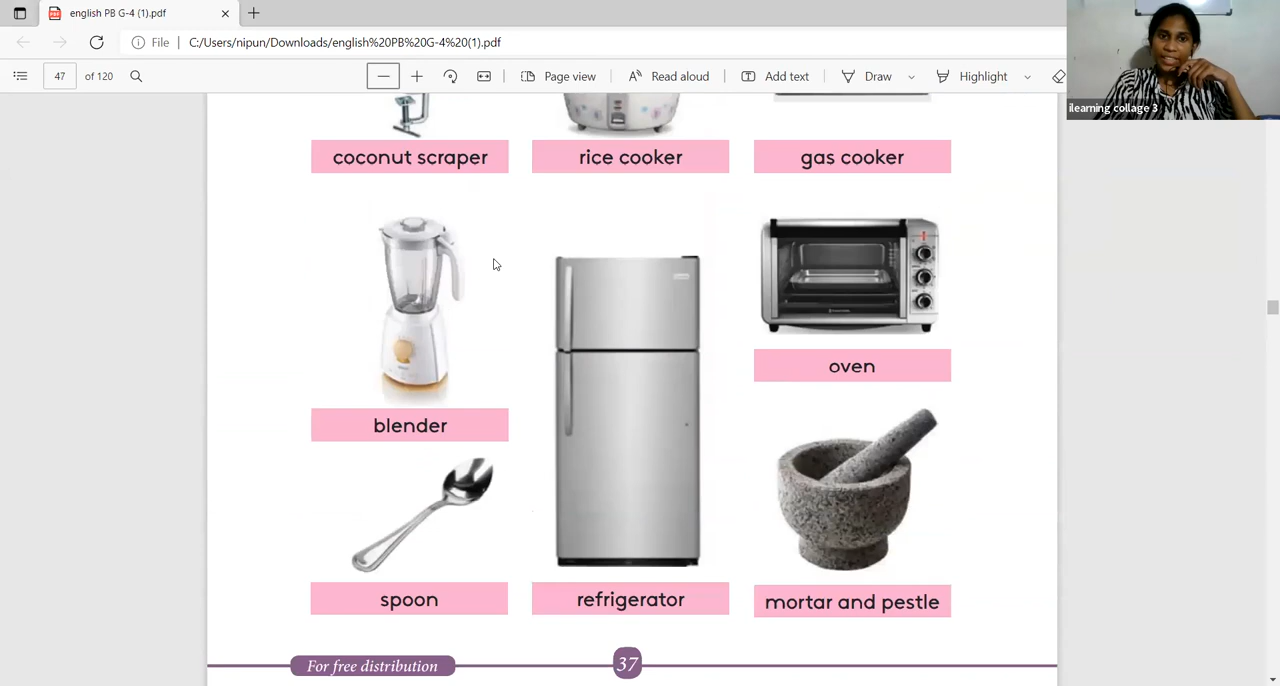 english PB G-4 (1).pdf
File
C:/Users/nipun/Downloads/english%20PB%20G-4%20(1).pdf
47 of 120
Page view
Read aloud
Add text
Draw
Highlight
ilearning collage 3
coconut scraper
rice cooker
gas cooker
oven
blender
spoon
refrigerator
mortar and pestle
For free distribution
37